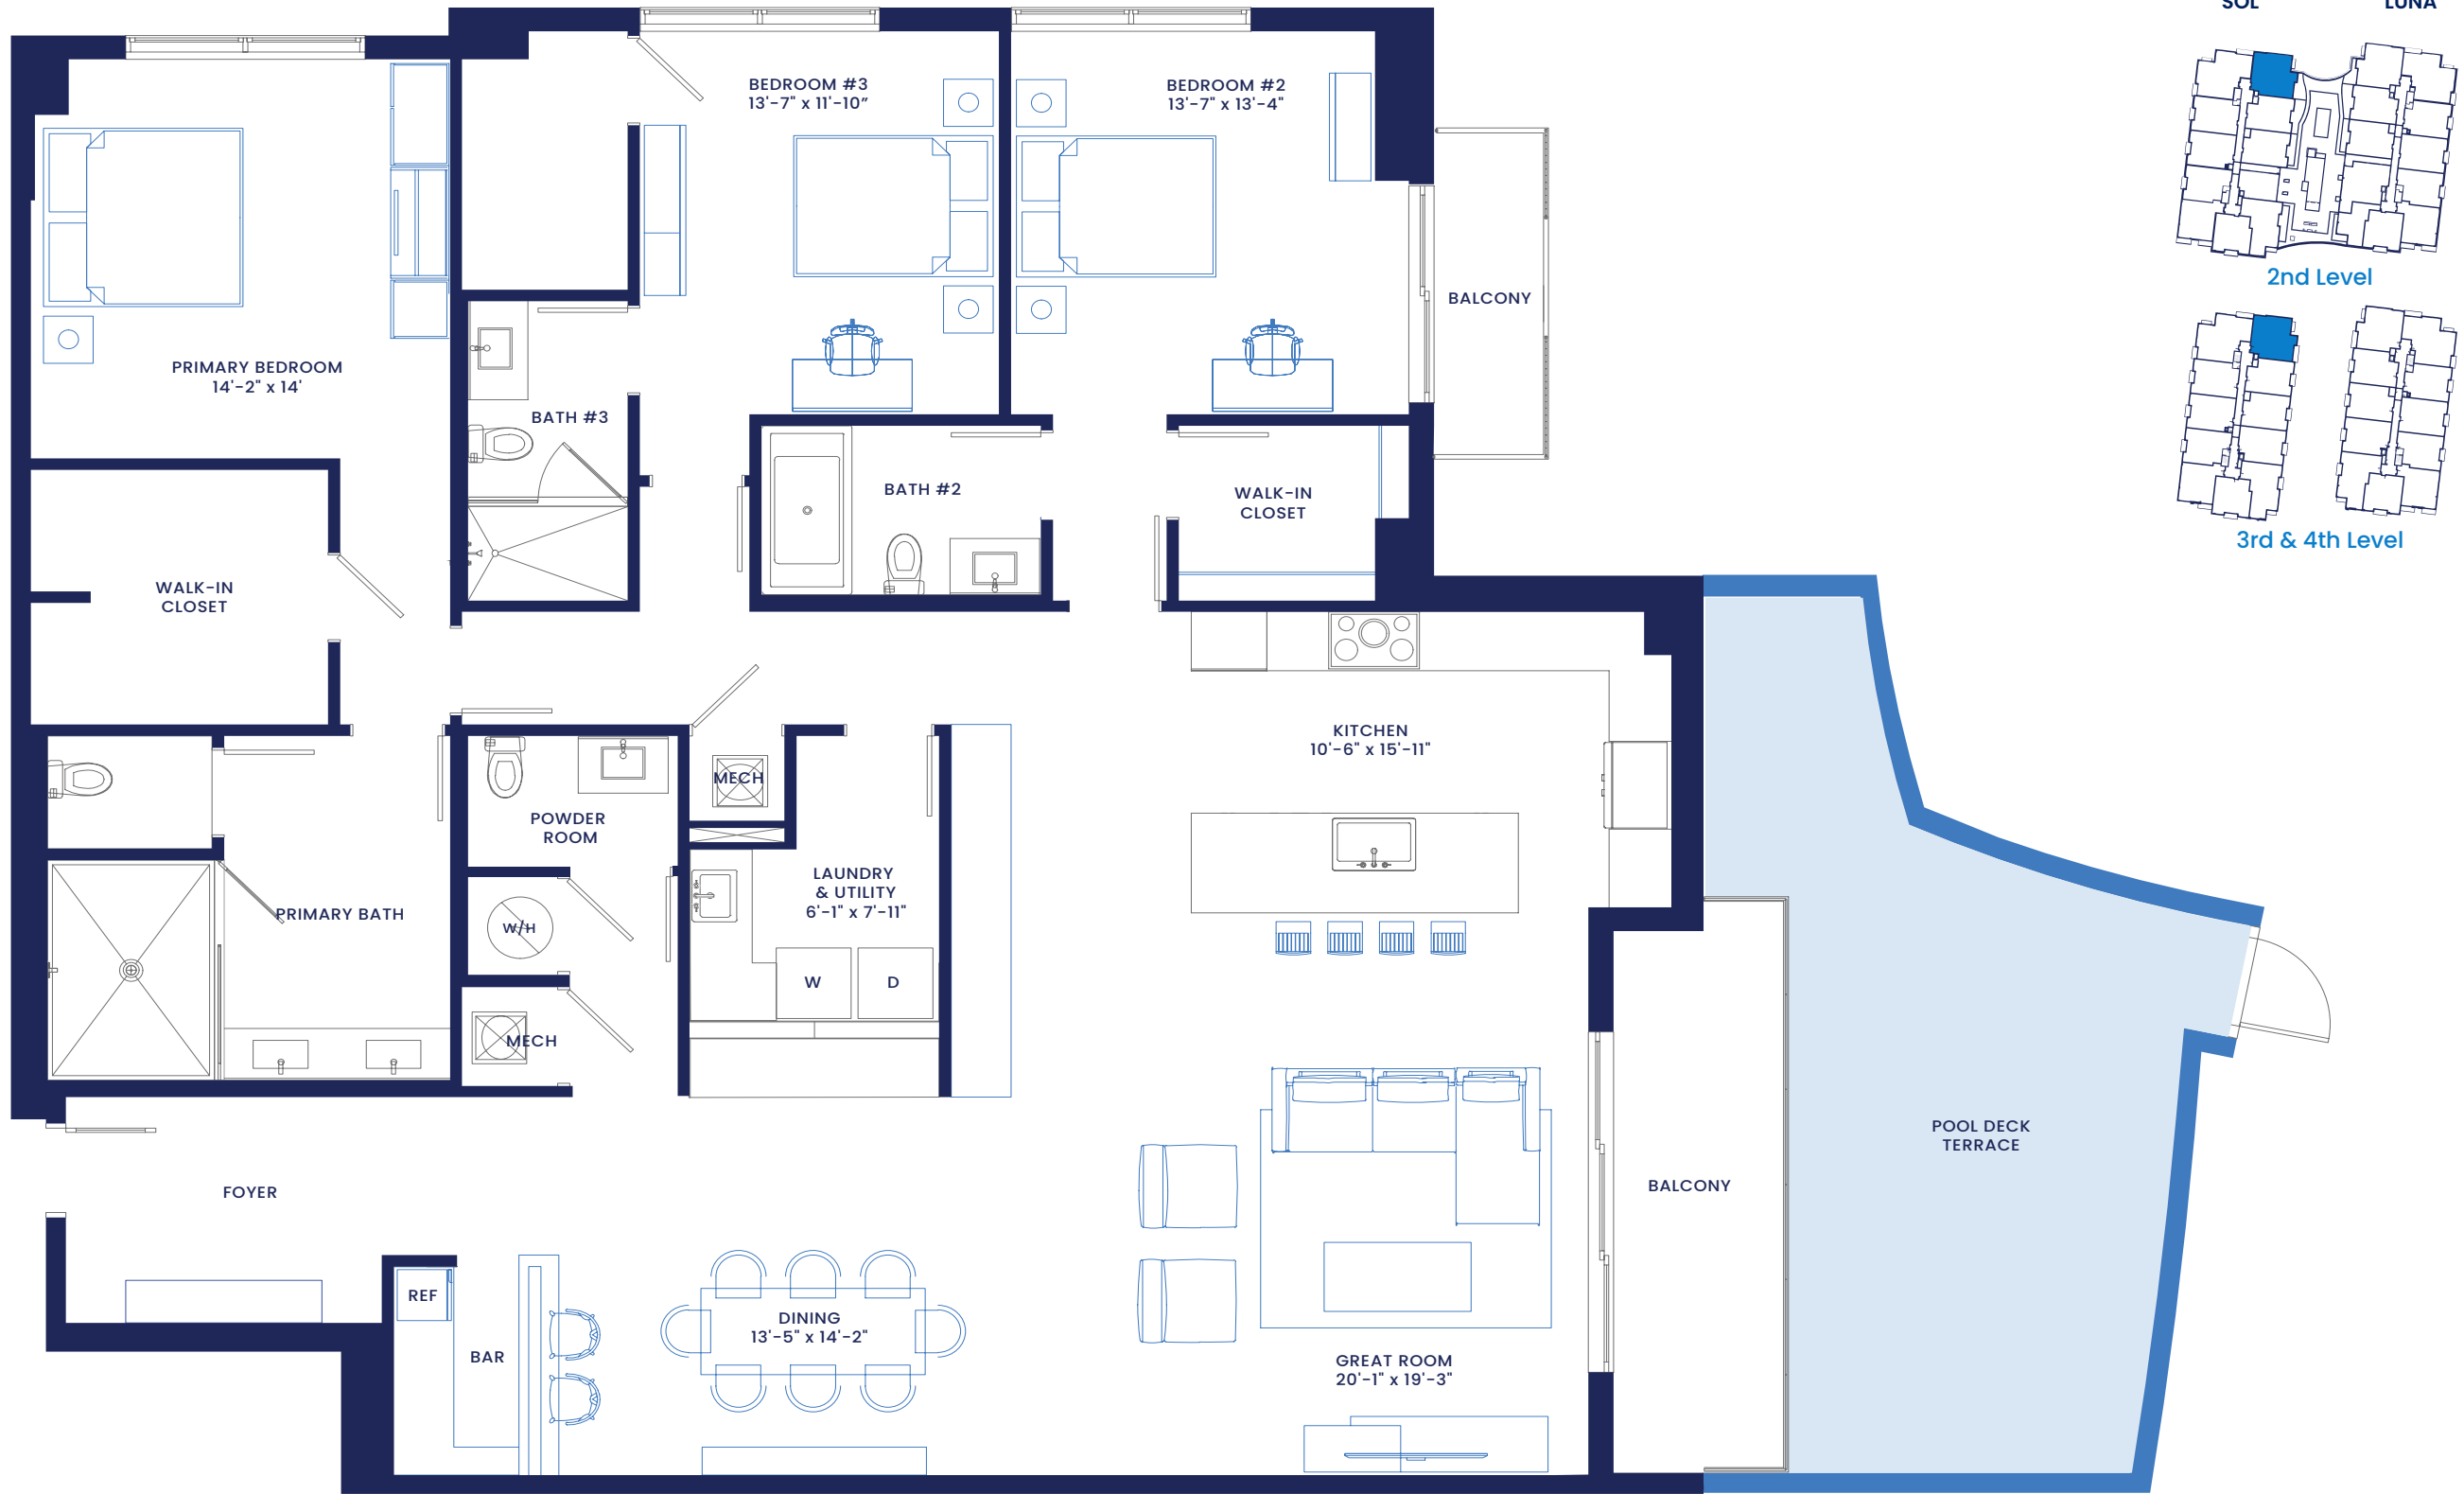 SOL
LUNA
2nd Level
3rd & 4th Level
BEDROOM #3
13'-7" x 11'-10”
BEDROOM #2
13'-7" x 13'-4"
BALCONY
PRIMARY BEDROOM
14'-2" x 14'
BATH #3
BATH #2
WALK-IN
CLOSET
WALK-IN
CLOSET
KITCHEN
10'-6" x 15'-11"
MECH
POWDER
ROOM
LAUNDRY
& UTILITY
6'-1" x 7'-11"
PRIMARY BATH
W/H
W
D
MECH
POOL DECK
TERRACE
BALCONY
FOYER
REF
BAR
DINING
13'-5" x 14'-2"
GREAT ROOM
20'-1" x 19'-3"